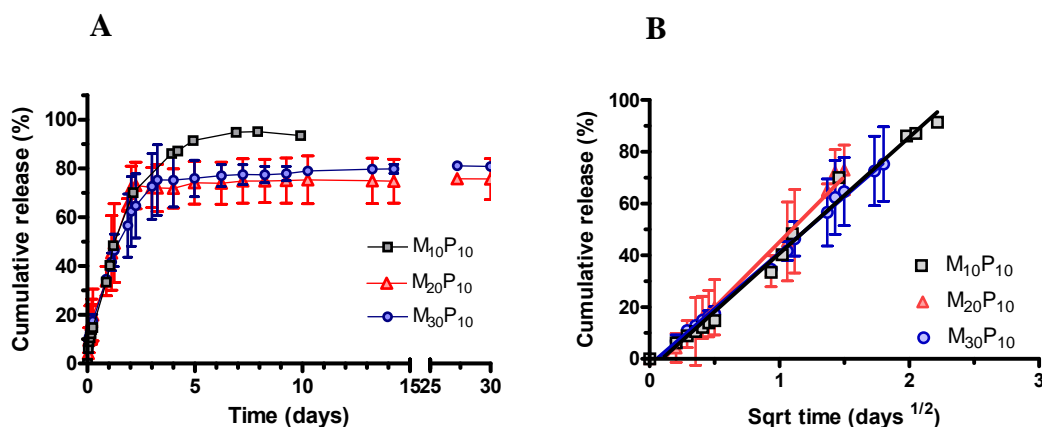 A
B
Cumulative release (%)
100
80
60
40
20
0
0
5
10
15
25
30
Time (days)
M₁₀P₁₀
M₂₀P₁₀
M₃₀P₁₀
Cumulative release (%)
100
80
60
40
20
0
0
1
2
3
Sqrt time (days ¹/²)
M₁₀P₁₀
M₂₀P₁₀
M₃₀P₁₀